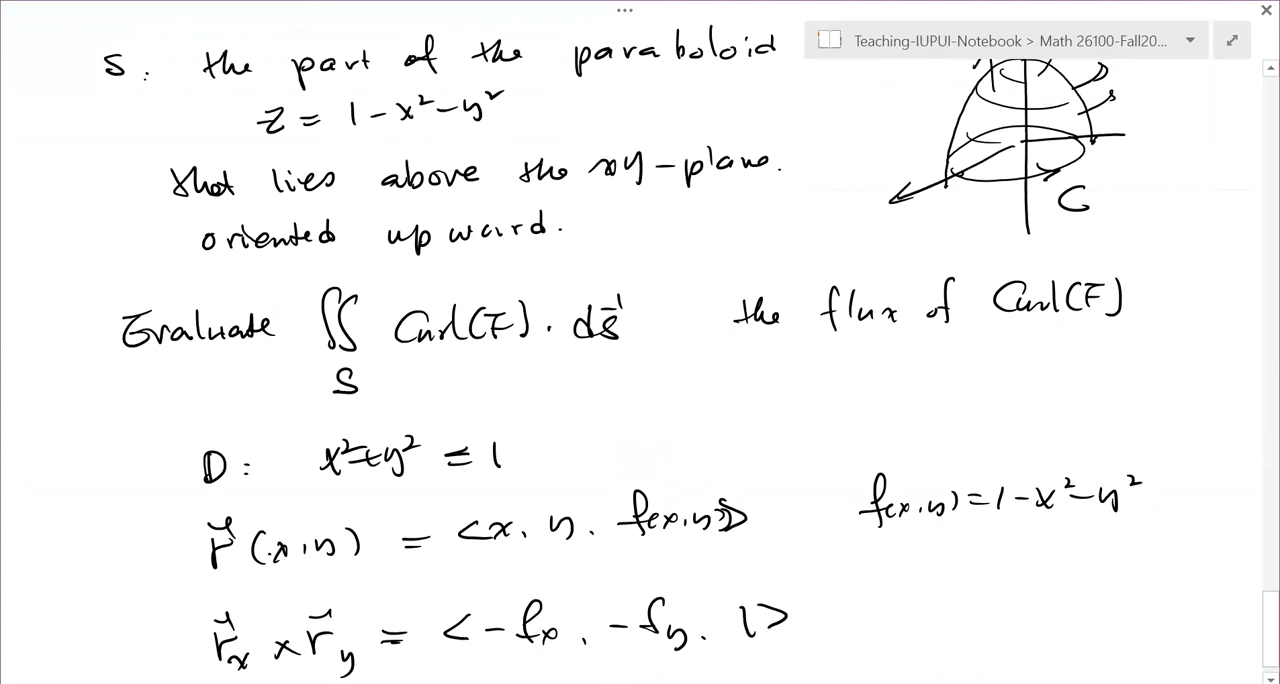 Teaching-IUPUI-Notebook > Math 26100-Fall20...
S. the part of the paraboloid
z = 1 - x² - y²
that lies above the xy-plane.
oriented upward.
S
C
Evaluate ∬ Curl(F). ds⃗ the flux of Curl(F)
S
D: x²+y² ≤ 1
r⃗ (x,y) = <x, y, f(x,y)> f(x,y) = 1 - x² - y²
r⃗x × r⃗y = < -fx, -fy, 1>